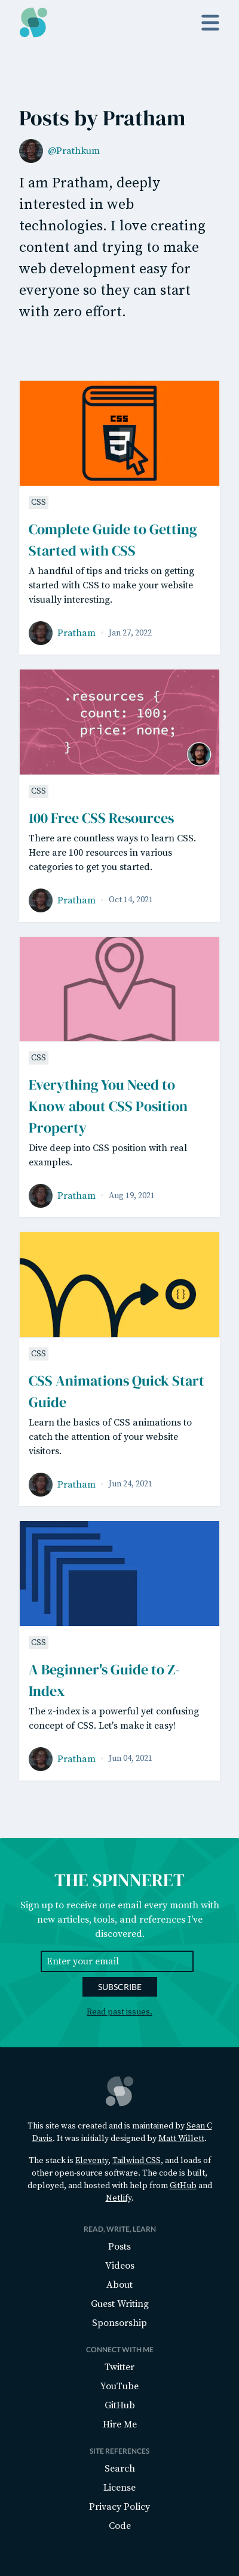 Posts by Pratham
@Prathkum
I am Pratham, deeply
interested in web
technologies. I love creating
content and trying to make
web development easy for
everyone so they can start
with zero effort.
CSS
3
CSS
Complete Guide to Getting
Started with CSS
A handful of tips and tricks on getting
started with CSS to make your website
visually interesting.
Pratham · Jan 27, 2022
.resources {
count: 100;
price: none;
}
CSS
100 Free CSS Resources
There are countless ways to learn CSS.
Here are 100 resources in various
categories to get you started.
Pratham · Oct 14, 2021
CSS
Everything You Need to
Know about CSS Position
Property
Dive deep into CSS position with real
examples.
Pratham · Aug 19, 2021
{}
CSS
CSS Animations Quick Start
Guide
Learn the basics of CSS animations to
catch the attention of your website
visitors.
Pratham · Jun 24, 2021
CSS
A Beginner's Guide to Z-
Index
The z-index is a powerful yet confusing
concept of CSS. Let's make it easy!
Pratham · Jun 04, 2021
THE SPINNERET
Sign up to receive one email every month with
new articles, tools, and references I've
discovered.
Enter your email
SUBSCRIBE
Read past issues.
This site was created and is maintained by Sean C
Davis. It was initially designed by Matt Willett.
The stack is Eleventy, Tailwind CSS, and loads of
other open-source software. The code is built,
deployed, and hosted with help from GitHub and
Netlify.
READ, WRITE, LEARN
Posts
Videos
About
Guest Writing
Sponsorship
CONNECT WITH ME
Twitter
YouTube
GitHub
Hire Me
SITE REFERENCES
Search
License
Privacy Policy
Code